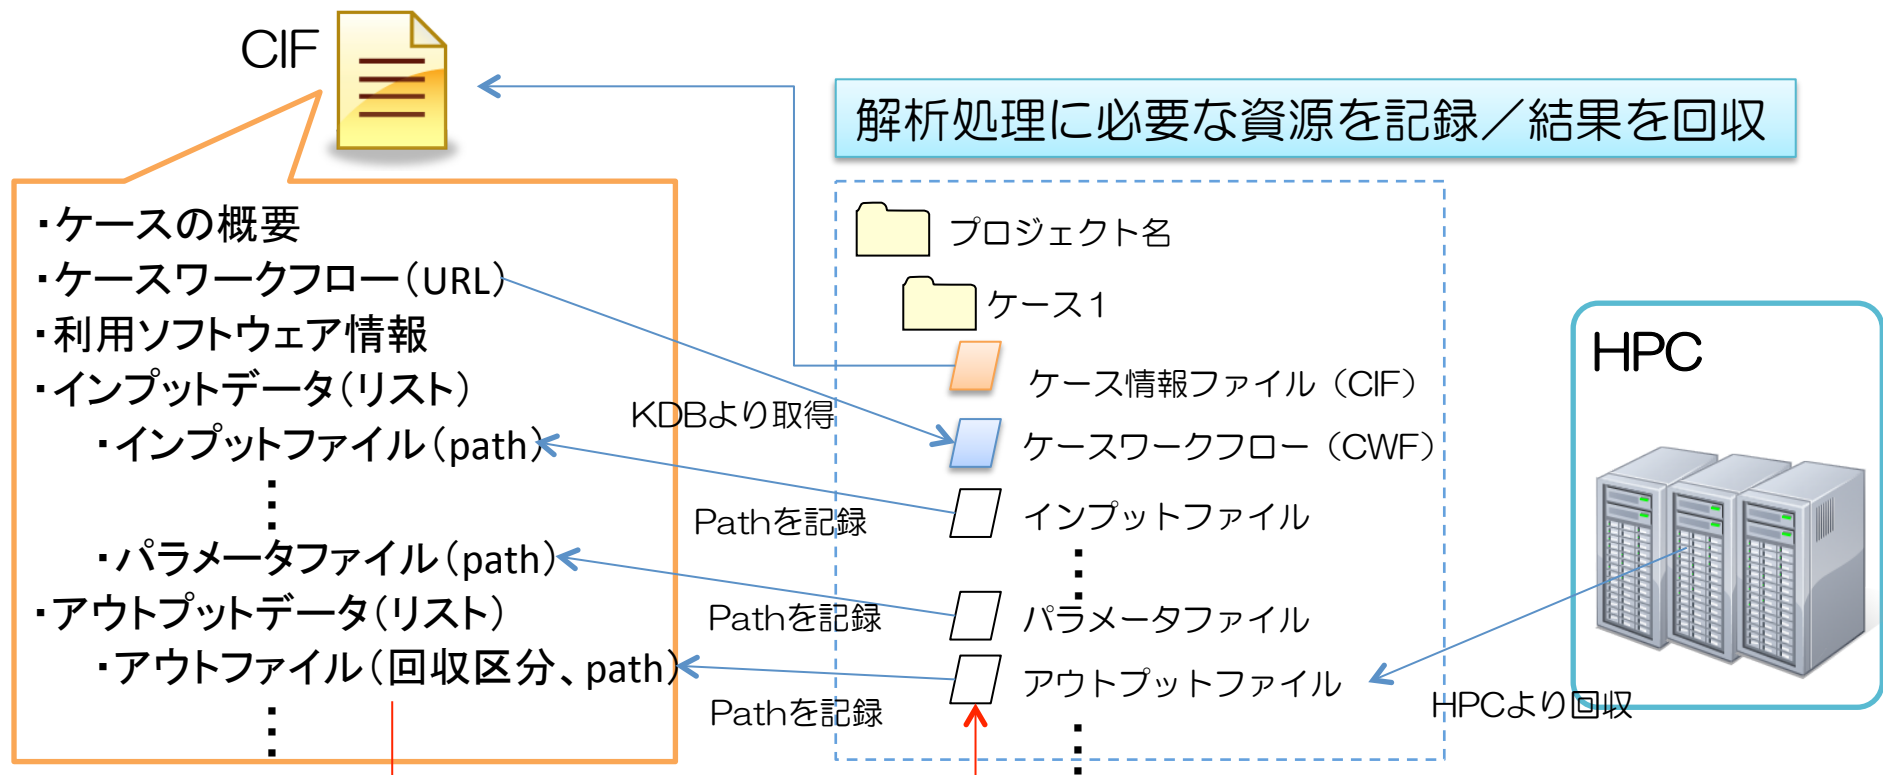 CIF
解析処理に必要な資源を記録／結果を回収
・ケースの概要
・ケースワークフロー（URL）
・利用ソフトウェア情報
・インプットデータ（リスト）
・インプットファイル（path）
・パラメータファイル（path）
・アウトプットデータ（リスト）
・アウトファイル（回収区分、path）
KDBより取得
Pathを記録
Pathを記録
Pathを記録
プロジェクト名
ケース１
ケース情報ファイル（CIF）
ケースワークフロー（CWF）
インプットファイル
パラメータファイル
アウトプットファイル
HPC
HPCより回収